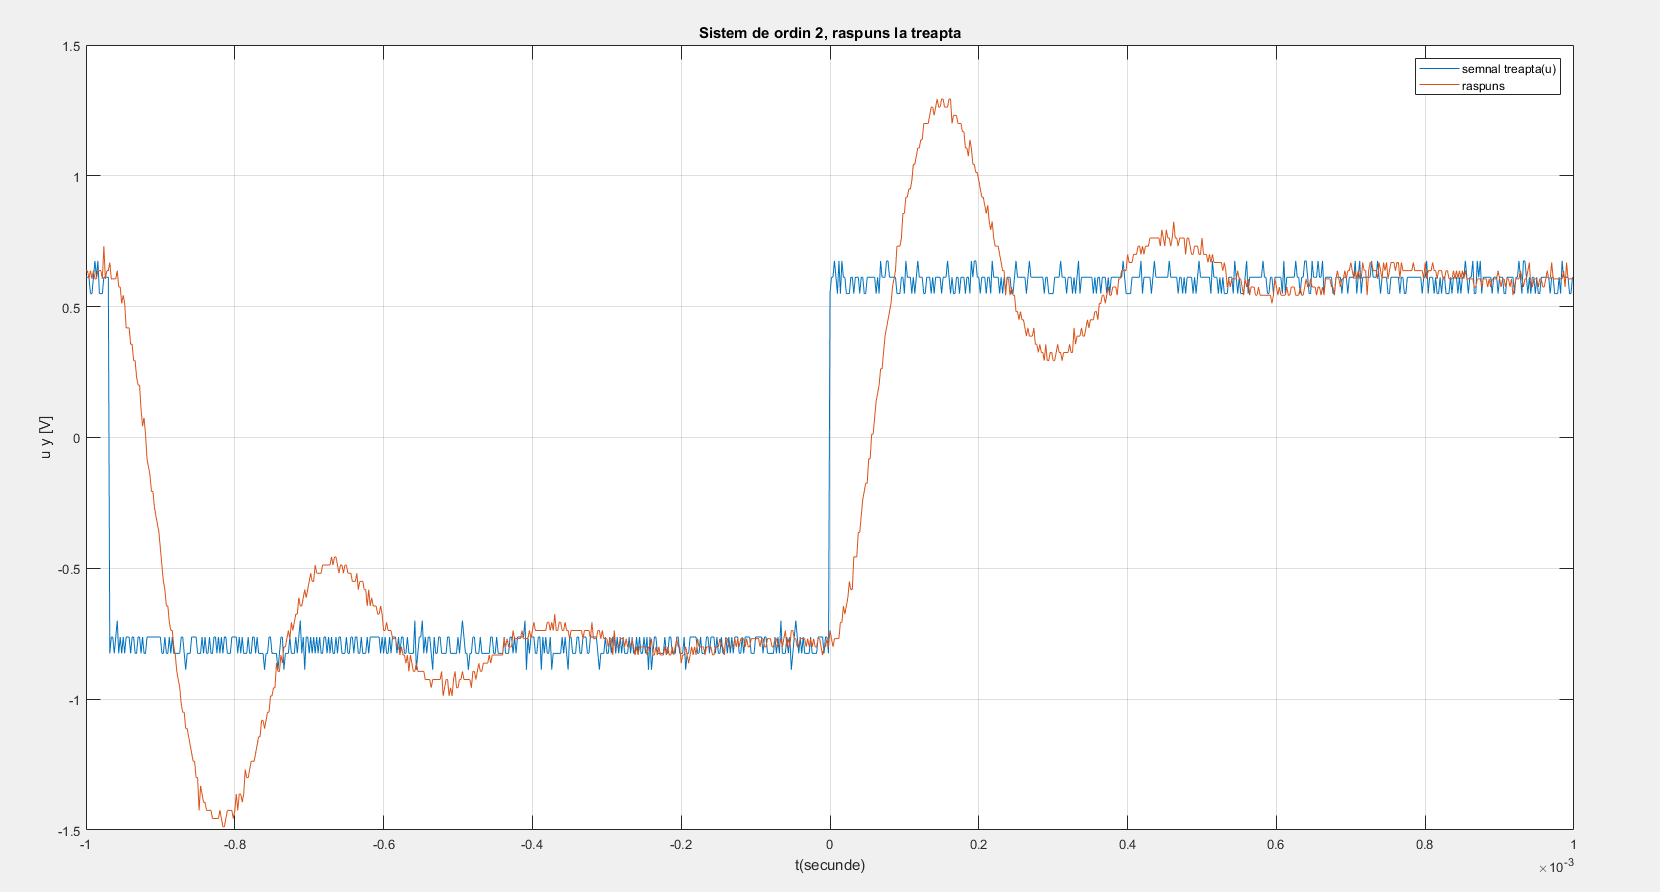 Sistem de ordin 2, raspuns la treapta
semnal treapta(u)
raspuns
u y [V]
1.5
1
0.5
0
-0.5
-1
-1.5
-1 -0.8 -0.6 -0.4 -0.2 0 0.2 0.4 0.6 0.8 1
t(secunde)
×10-3